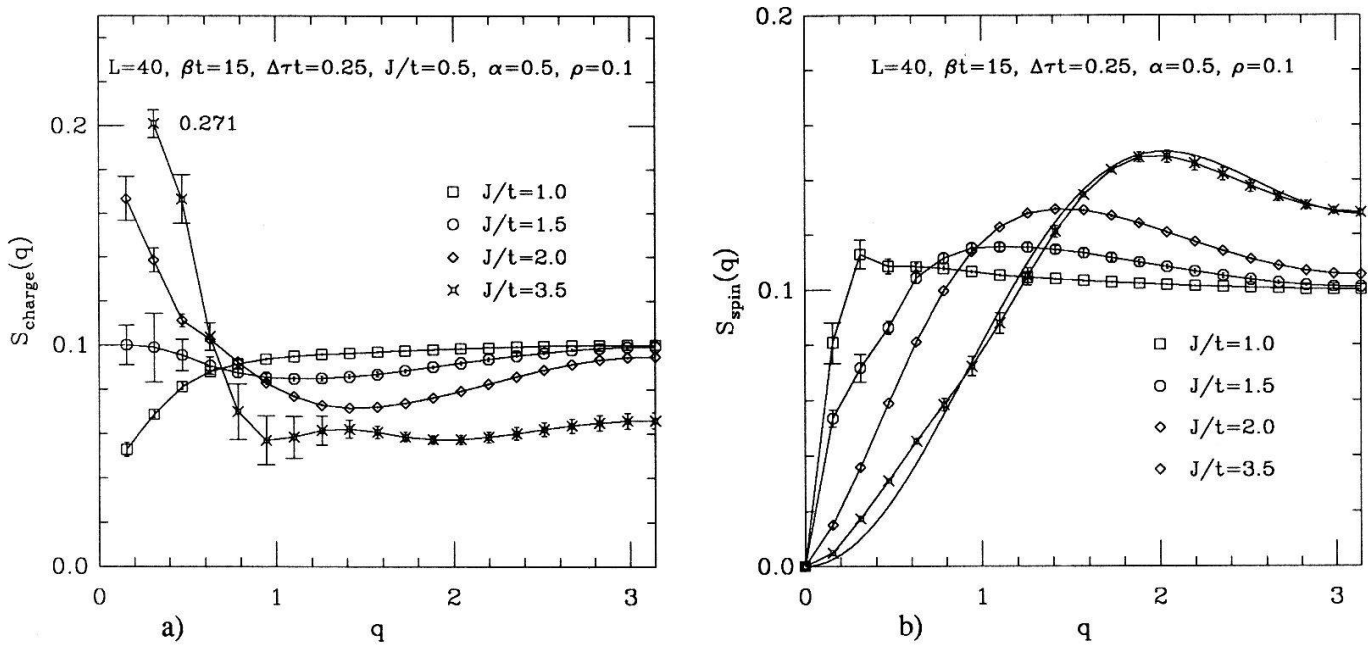 L=40, βt=15, Δτt=0.25, J/t=0.5, α=0.5, ρ=0.1
0.2
0.271
J/t=1.0
J/t=1.5
J/t=2.0
J/t=3.5
S_charge(q)
0.1
0.0
0
1
2
3
a)
q
0.2
L=40, βt=15, Δτt=0.25, α=0.5, ρ=0.1
S_spin(q)
0.1
J/t=1.0
J/t=1.5
J/t=2.0
J/t=3.5
0.0
0
1
2
3
b)
q